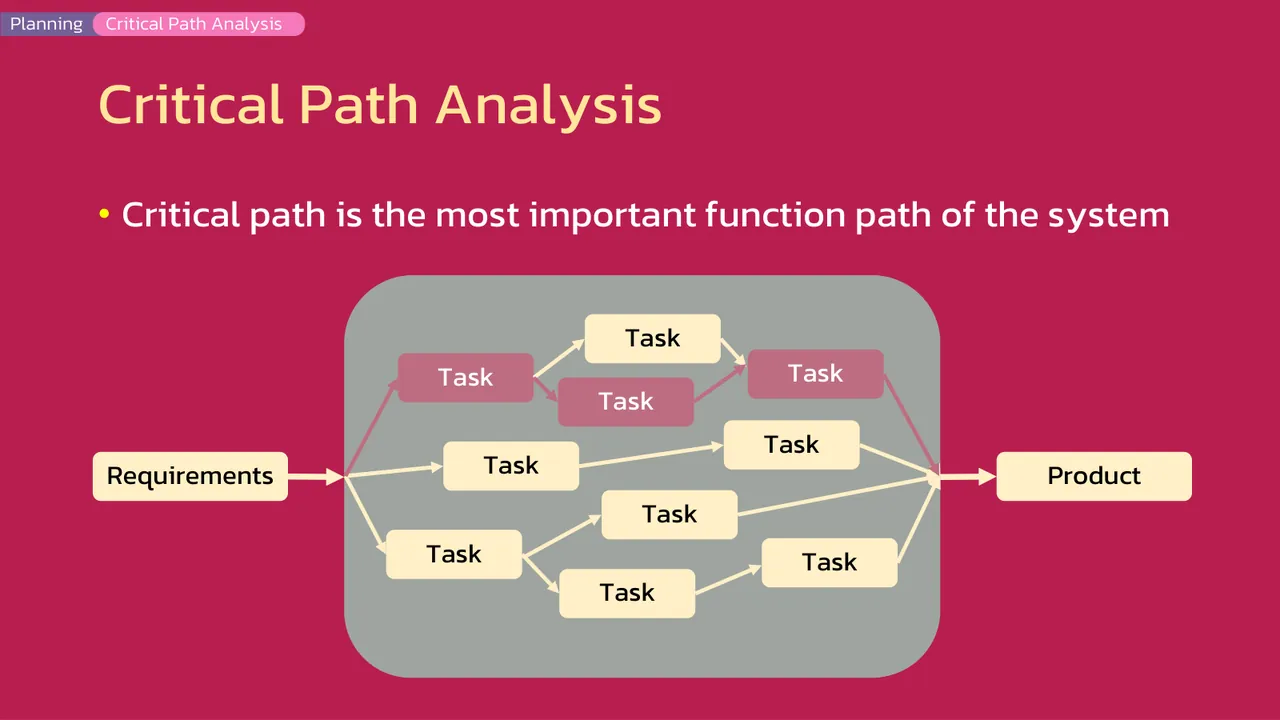 Planning
Critical Path Analysis
Critical Path Analysis
• Critical path is the most important function path of the system
Task
Task
Task
Task
Task
Task
Requirements
Product
Task
Task
Task
Task